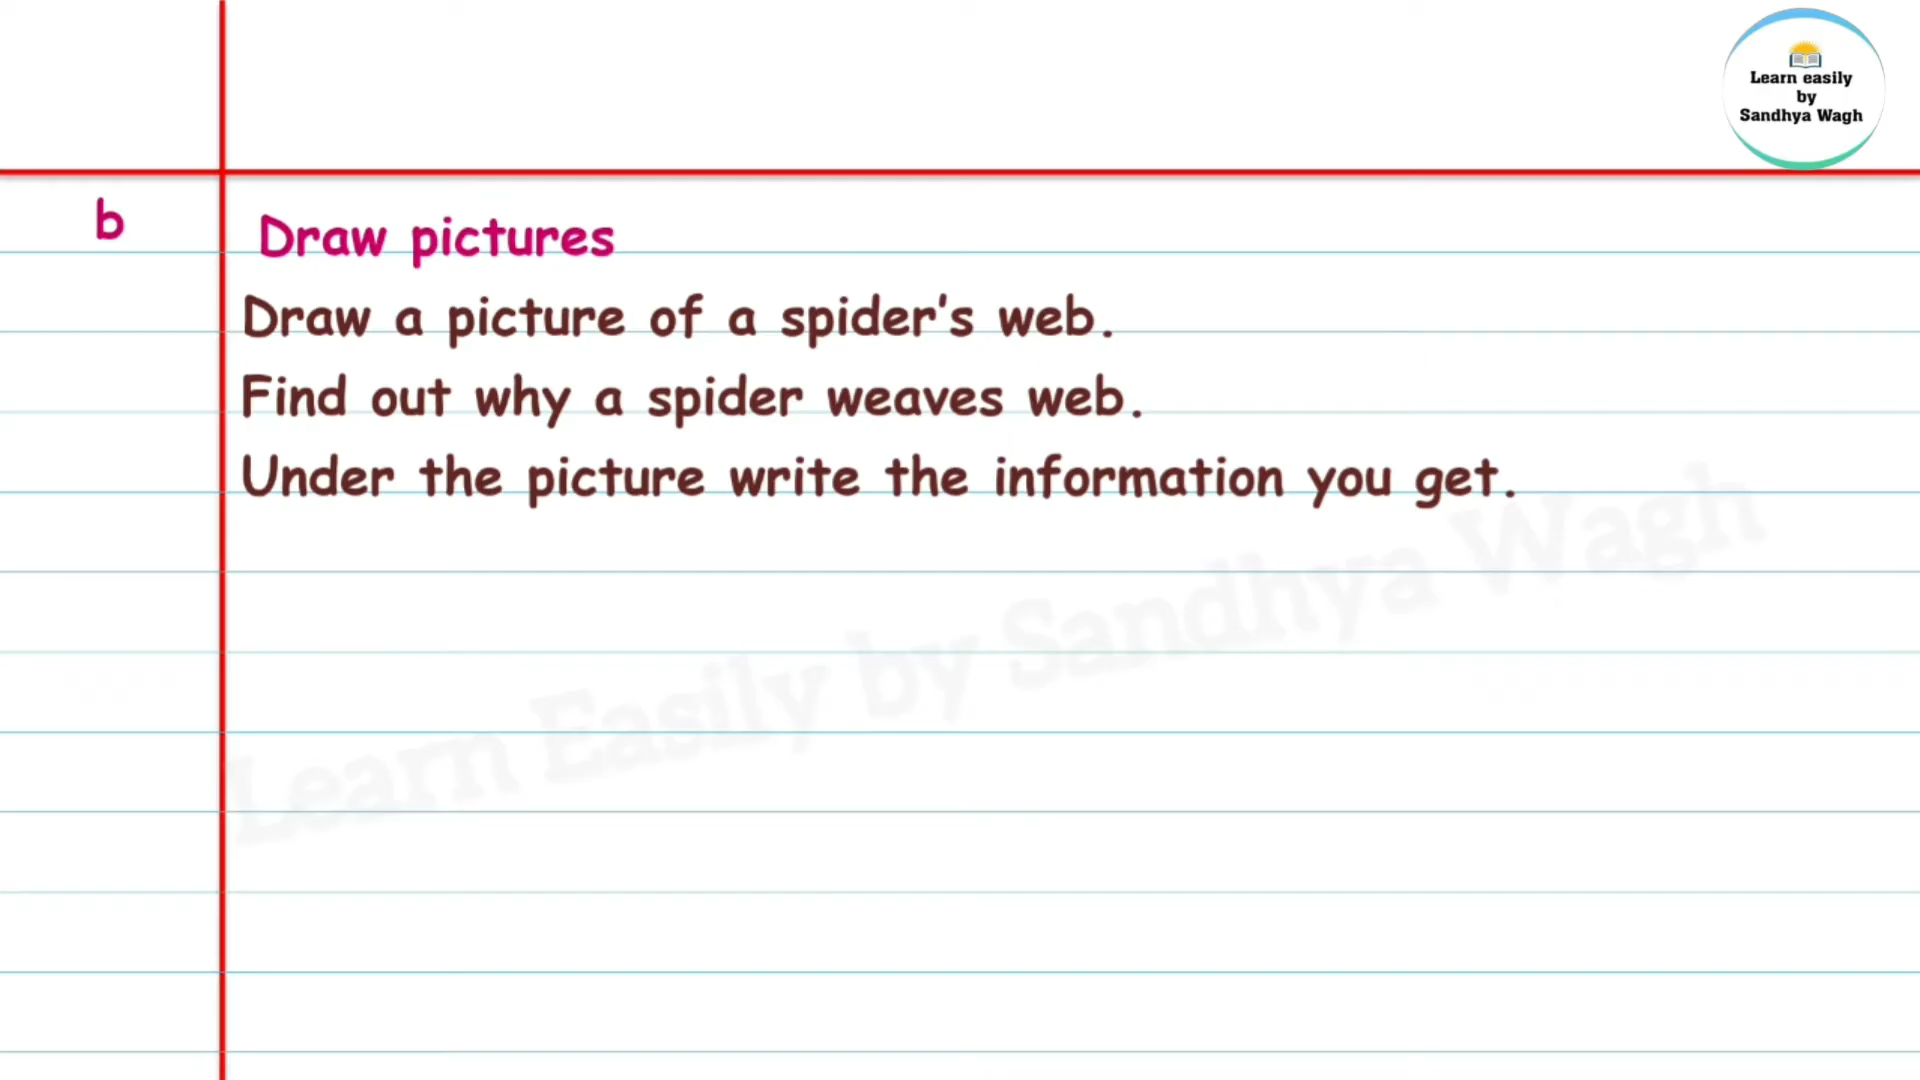 Learn easily
by
Sandhya Wagh
b
Draw pictures
Draw a picture of a spider's web.
Find out why a spider weaves web.
Under the picture write the information you get.
Learn Easily by Sandhya Wagh